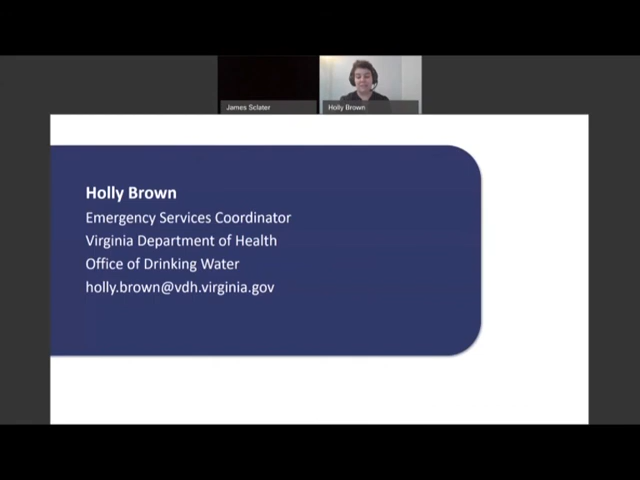 James Sclater
Holly Brown
Holly Brown
Emergency Services Coordinator
Virginia Department of Health
Office of Drinking Water
holly.brown@vdh.virginia.gov